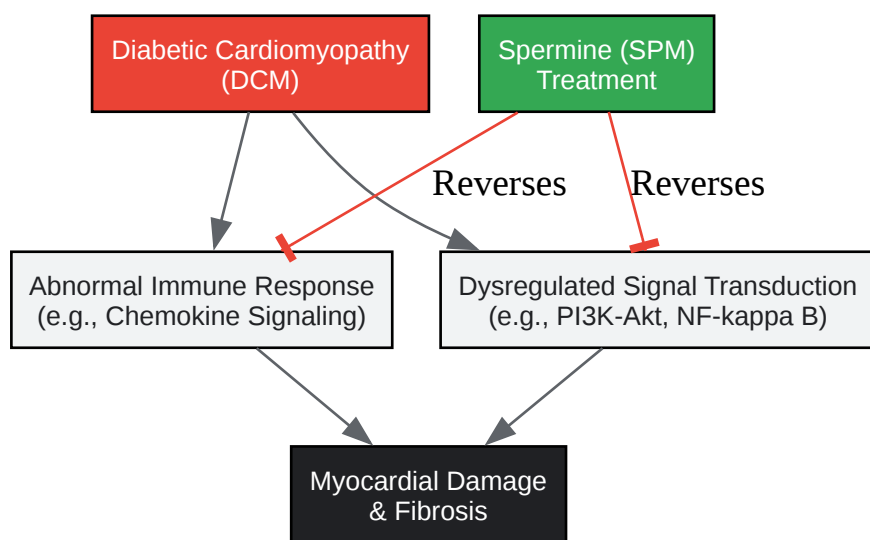 Diabetic Cardiomyopathy
(DCM)
Spermine (SPM)
Treatment
Reverses
Reverses
Abnormal Immune Response
(e.g., Chemokine Signaling)
Dysregulated Signal Transduction
(e.g., PI3K-Akt, NF-kappa B)
Myocardial Damage
& Fibrosis